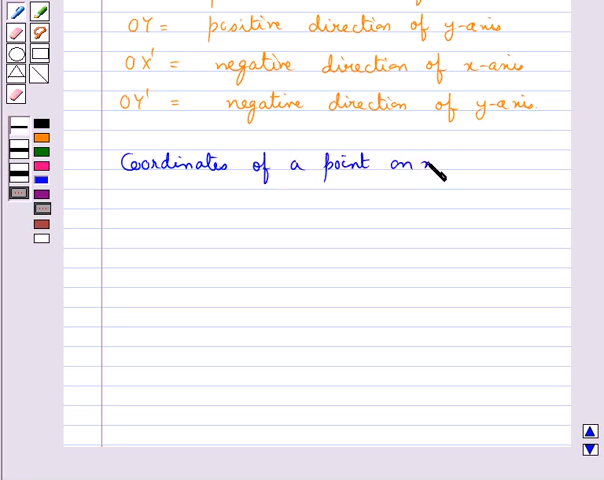 OY = positive direction of y-axis
OX' = negative direction of x-axis
OY' = negative direction of y-axis.
Coordinates of a point on x